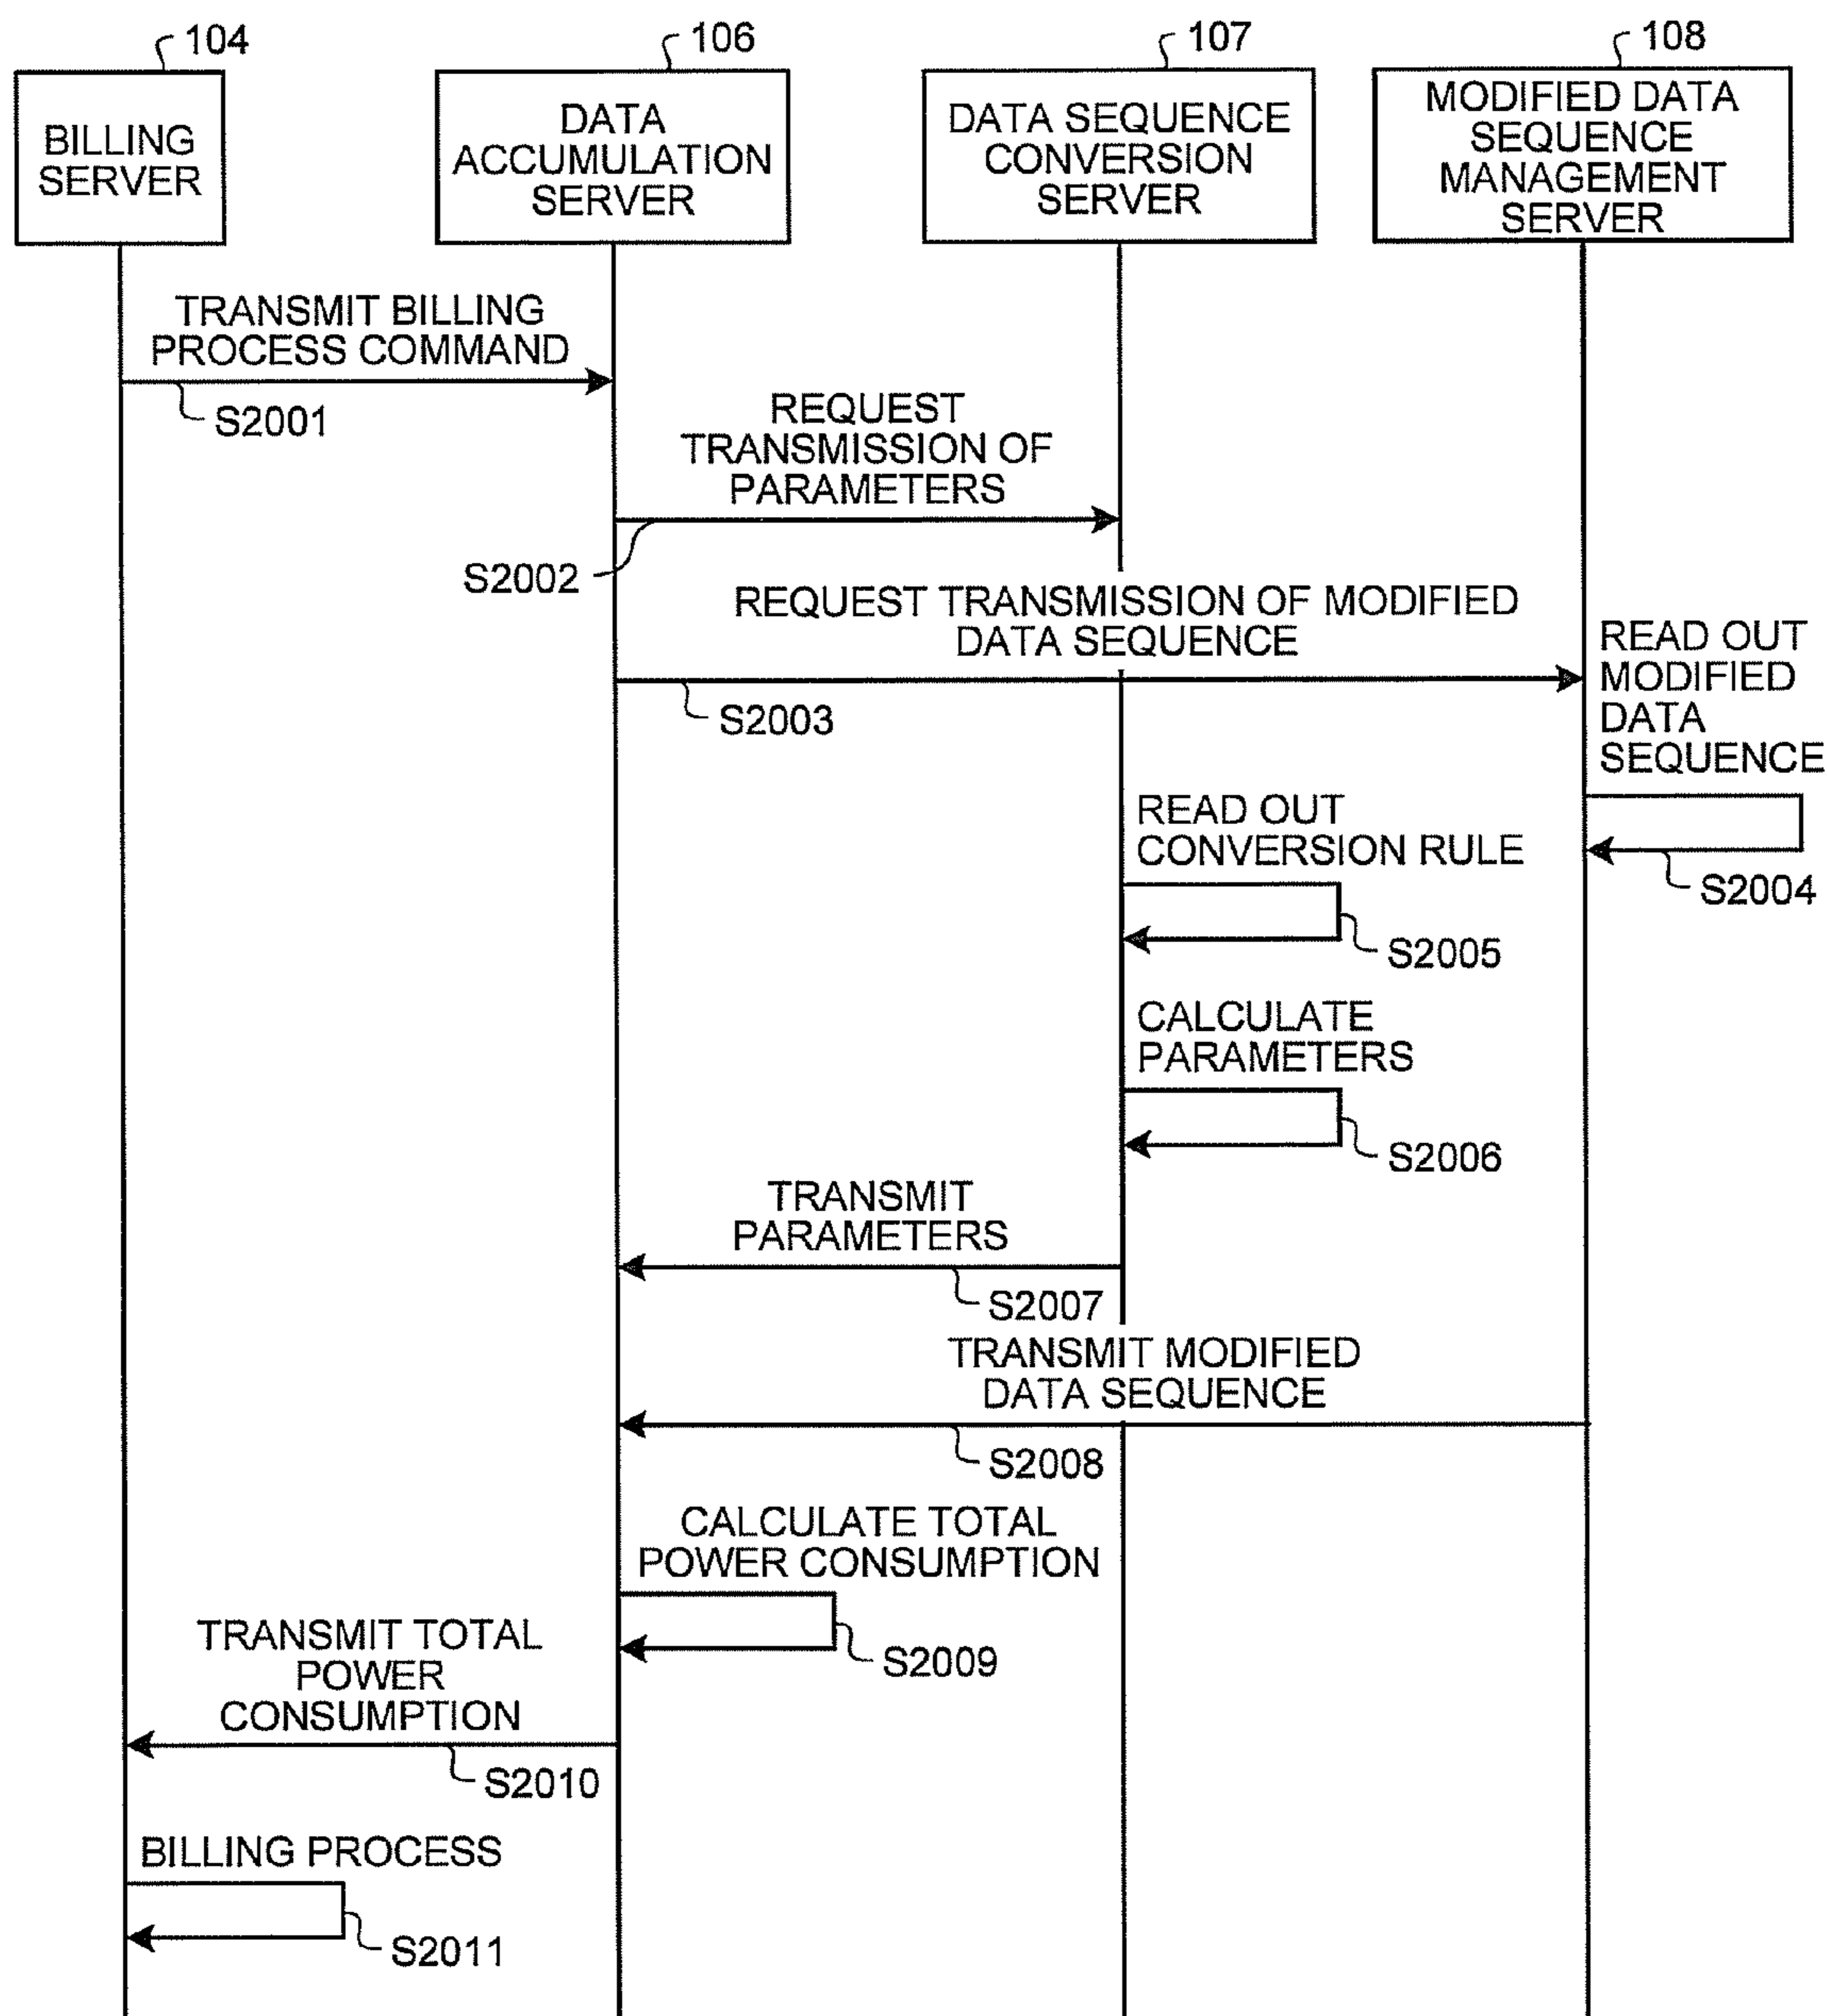 104
106
107
108
BILLING
SERVER
DATA
ACCUMULATION
SERVER
DATA SEQUENCE
CONVERSION
SERVER
MODIFIED DATA
SEQUENCE
MANAGEMENT
SERVER
TRANSMIT BILLING
PROCESS COMMAND
S2001
REQUEST
TRANSMISSION OF
PARAMETERS
S2002
REQUEST TRANSMISSION OF MODIFIED
DATA SEQUENCE
S2003
READ OUT
MODIFIED
DATA
SEQUENCE
S2004
READ OUT
CONVERSION RULE
S2005
CALCULATE
PARAMETERS
S2006
TRANSMIT
PARAMETERS
S2007
TRANSMIT MODIFIED
DATA SEQUENCE
S2008
CALCULATE TOTAL
POWER CONSUMPTION
S2009
TRANSMIT TOTAL
POWER
CONSUMPTION
S2010
BILLING PROCESS
S2011